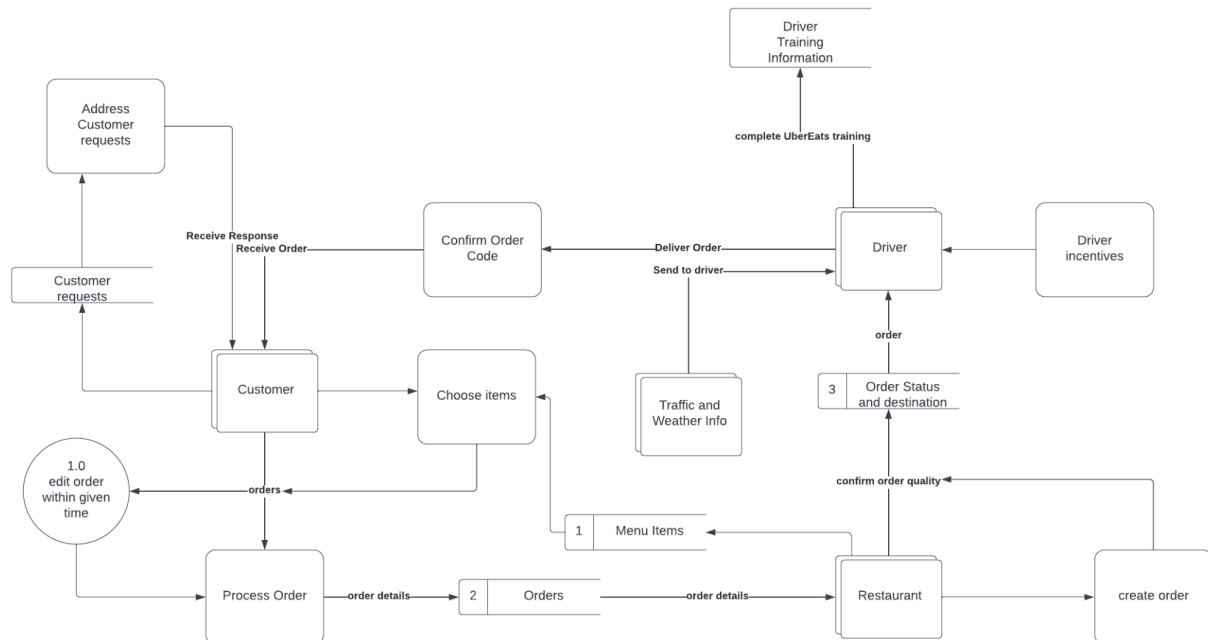 Driver
Training
Information
Address
Customer
requests
complete UberEats training
Receive Response
Receive Order
Confirm Order
Code
Deliver Order
Send to driver
Driver
Driver
incentives
Customer
requests
order
Customer
Choose items
Traffic and
Weather Info
3
Order Status
and destination
1.0
edit order
within given
time
orders
confirm order quality
1
Menu Items
Process Order
order details
2
Orders
order details
Restaurant
create order